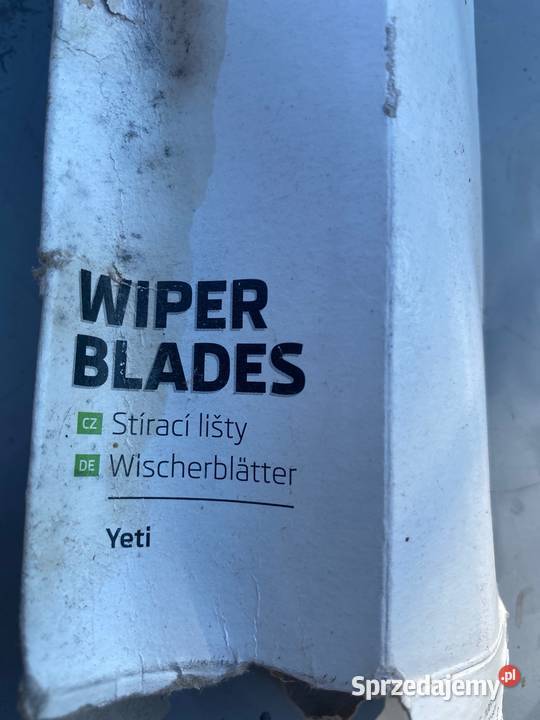 WIPER
BLADES
CZ Stírací lišty
DE Wischerblätter
Yeti
Sprzedajemy.pl